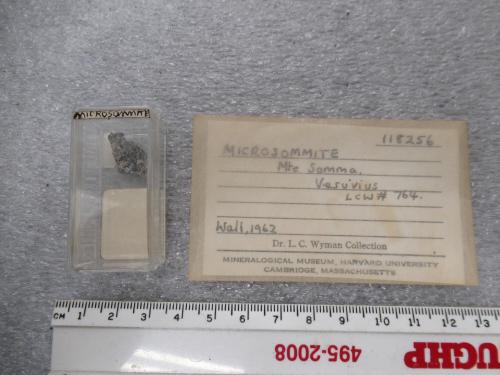 MICROSOMMITE
118256
MICROSOMMITE
Mte Somma.
Vesuvius
LCW# 764.
Wali, 1962
Dr. L. C. Wyman Collection
MINERALOGICAL MUSEUM, HARVARD UNIVERSITY
CAMBRIDGE, MASSACHUSETTS
CM 1 2 3 4 5 6 7 8 9 10 11 12 13
495-2008
UGHP